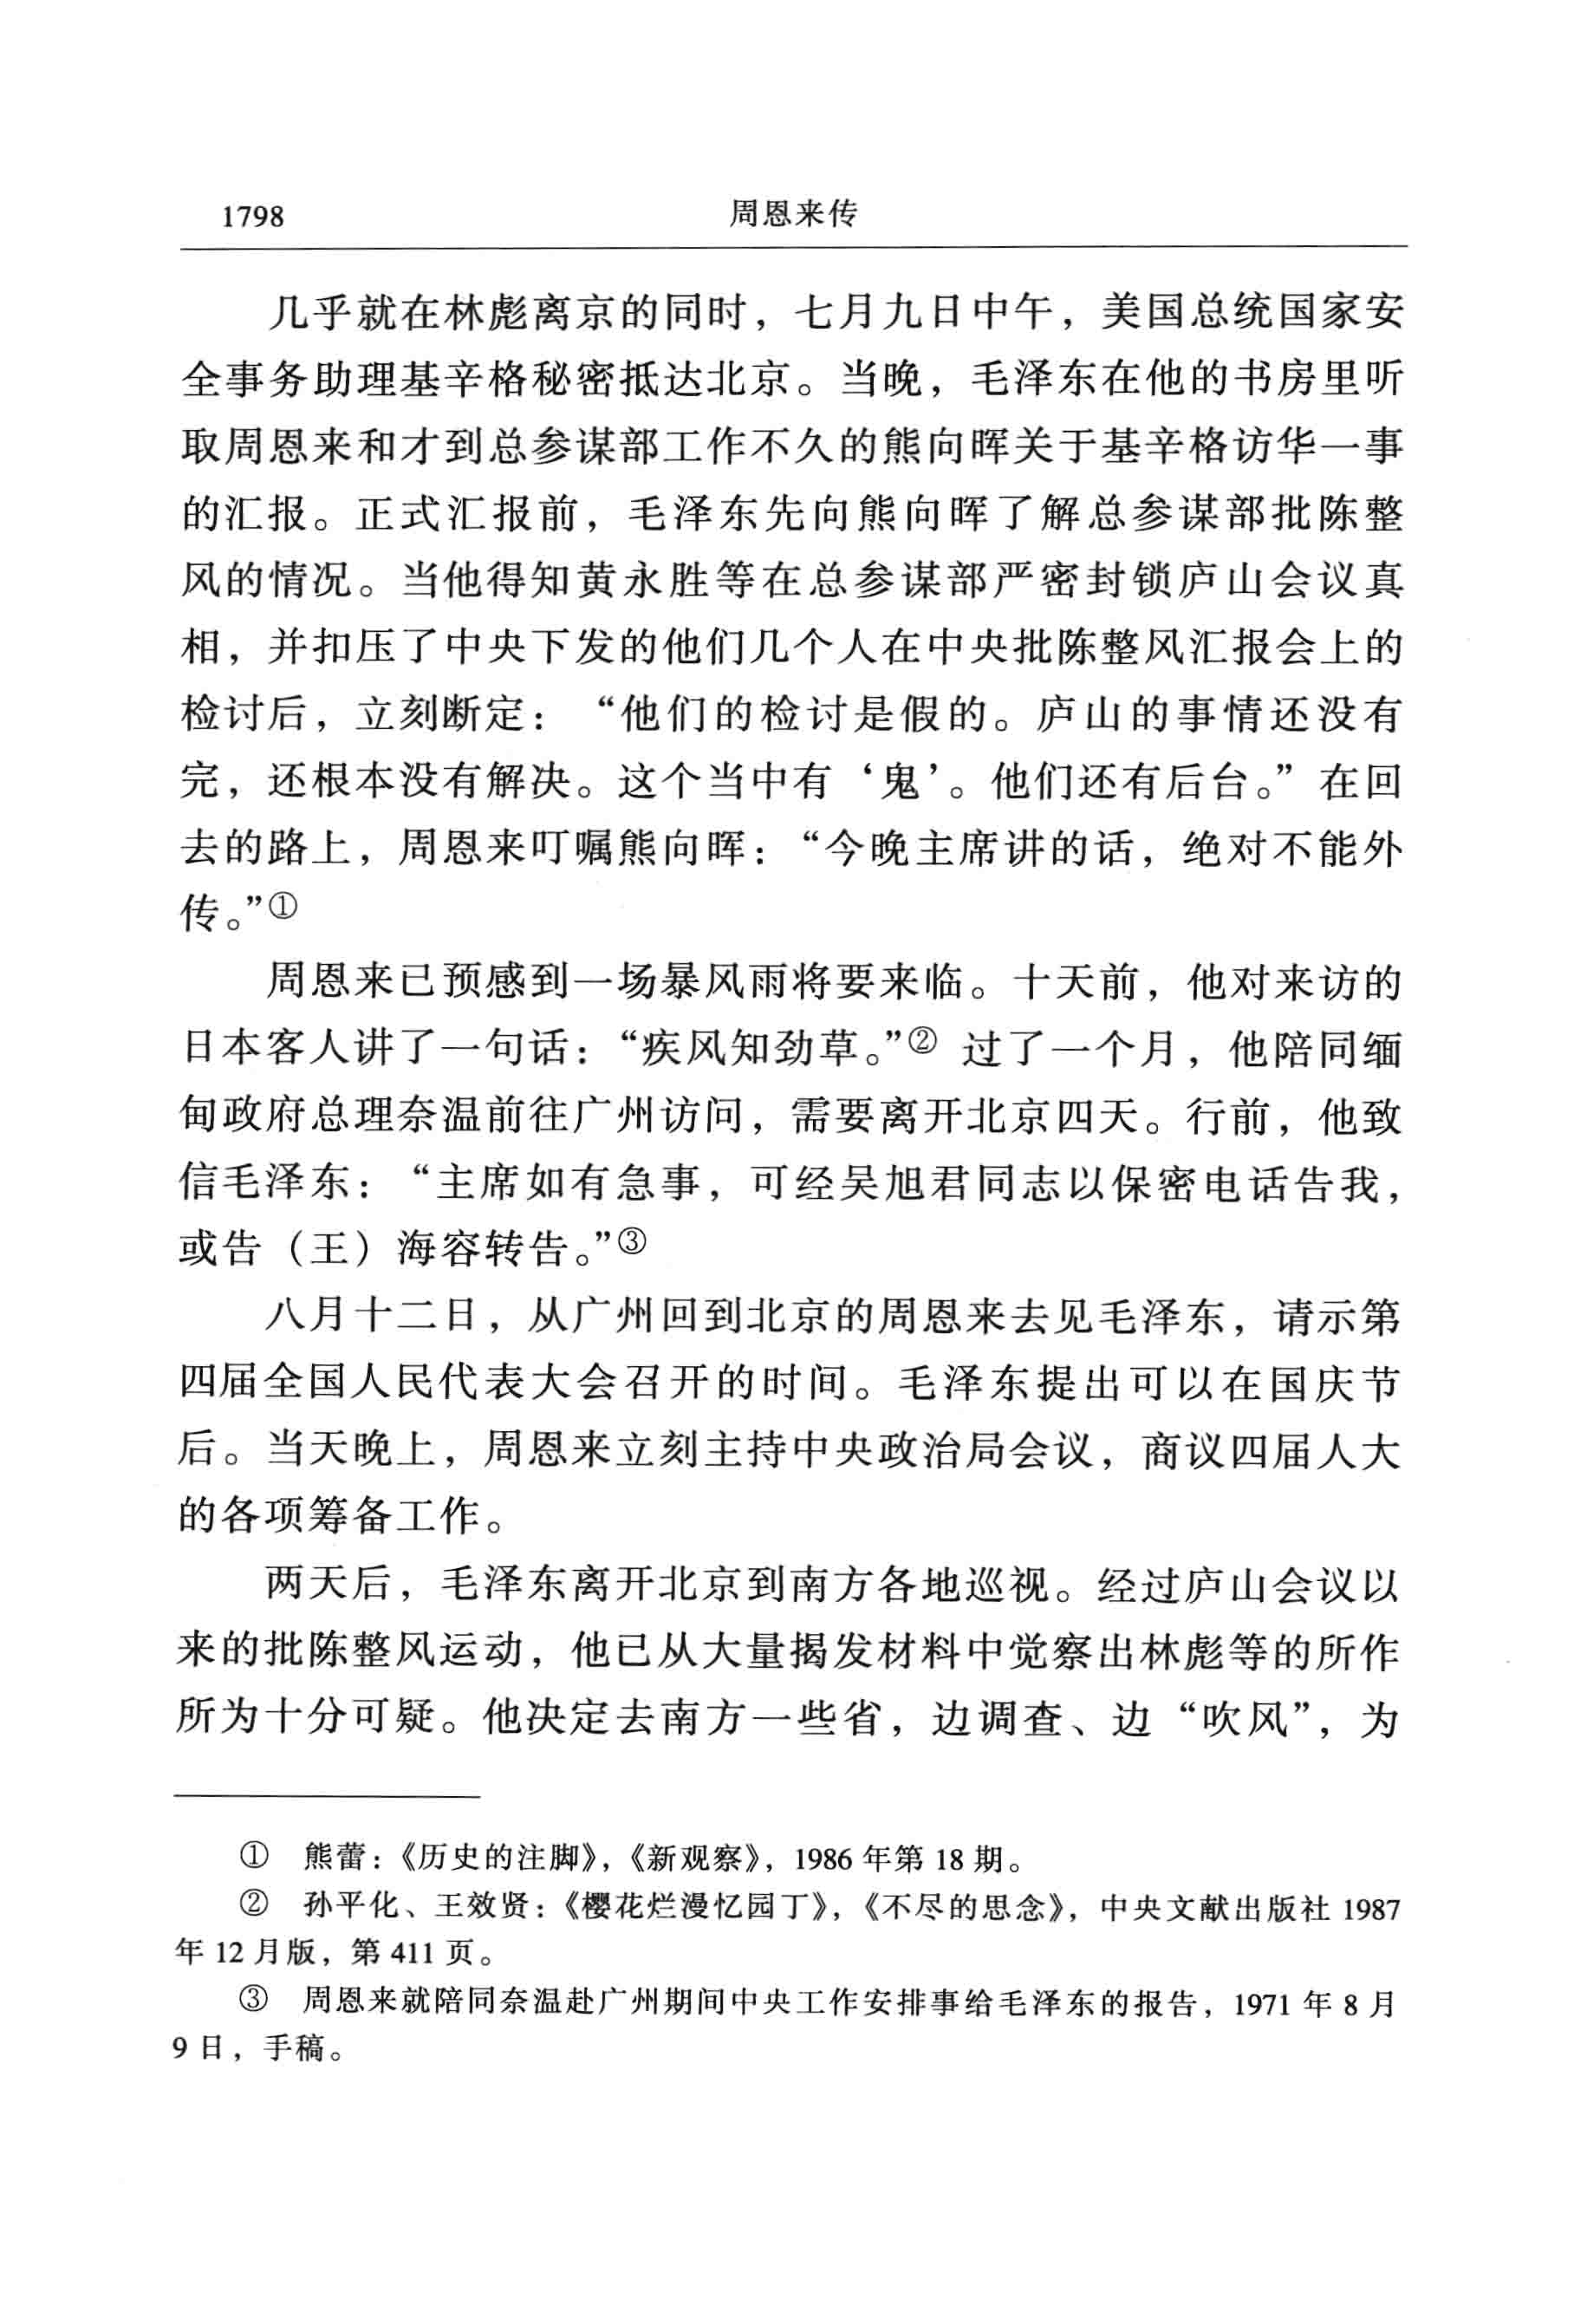 1798
周恩来传
几乎就在林彪离京的同时，七月九日中午，美国总统国家安
全事务助理基辛格秘密抵达北京。当晚，毛泽东在他的书房里听
取周恩来和才到总参谋部工作不久的熊向晖关于基辛格访华一事
的汇报。正式汇报前，毛泽东先向熊向晖了解总参谋部批陈整
风的情况。当他得知黄永胜等在总参谋部严密封锁庐山会议真
相，并扣压了中央下发的他们几个人在中央批陈整风汇报会上的
检讨后，立刻断定：“他们的检讨是假的。庐山的事情还没有
完，还根本没有解决。这个当中有‘鬼’。他们还有后台。”在回
去的路上，周恩来叮嘱熊向晖：“今晚主席讲的话，绝对不能外
传。”①
周恩来已预感到一场暴风雨将要来临。十天前，他对来访的
日本客人讲了一句话：“疾风知劲草。”② 过了一个月，他陪同缅
甸政府总理奈温前往广州访问，需要离开北京四天。行前，他致
信毛泽东：“主席如有急事，可经吴旭君同志以保密电话告我，
或告（王）海容转告。”③
八月十二日，从广州回到北京的周恩来去见毛泽东，请示第
四届全国人民代表大会召开的时间。毛泽东提出可以在国庆节
后。当天晚上，周恩来立刻主持中央政治局会议，商议四届人大
的各项筹备工作。
两天后，毛泽东离开北京到南方各地巡视。经过庐山会议以
来的批陈整风运动，他已从大量揭发材料中觉察出林彪等的所作
所为十分可疑。他决定去南方一些省，边调查、边“吹风”，为
① 熊蕾：《历史的注脚》，《新观察》，1986 年第 18 期。
② 孙平化、王效贤：《樱花烂漫忆园丁》，《不尽的思念》，中央文献出版社 1987
年 12 月版，第 411 页。
③ 周恩来就陪同奈温赴广州期间中央工作安排事给毛泽东的报告，1971 年 8 月
9 日，手稿。